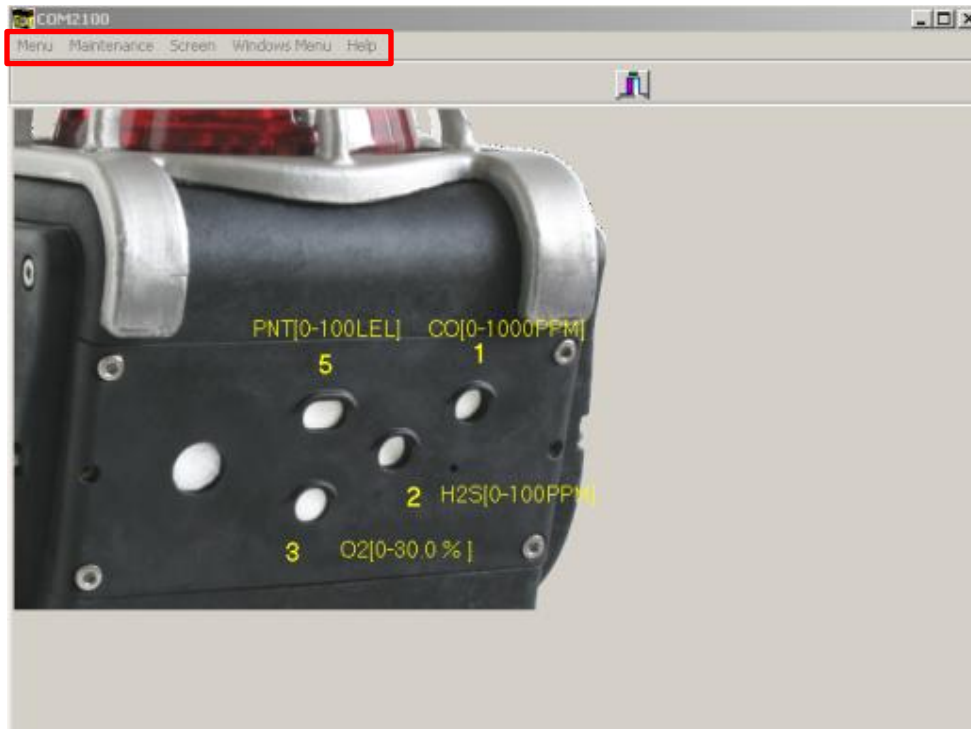 COM2100
Menu Maintenance Screen Windows Menu Help
PNT[0-100LEL] CO[0-1000PPM]
5 1
2 H2S[0-100PPM]
3 O2[0-30.0 % ]